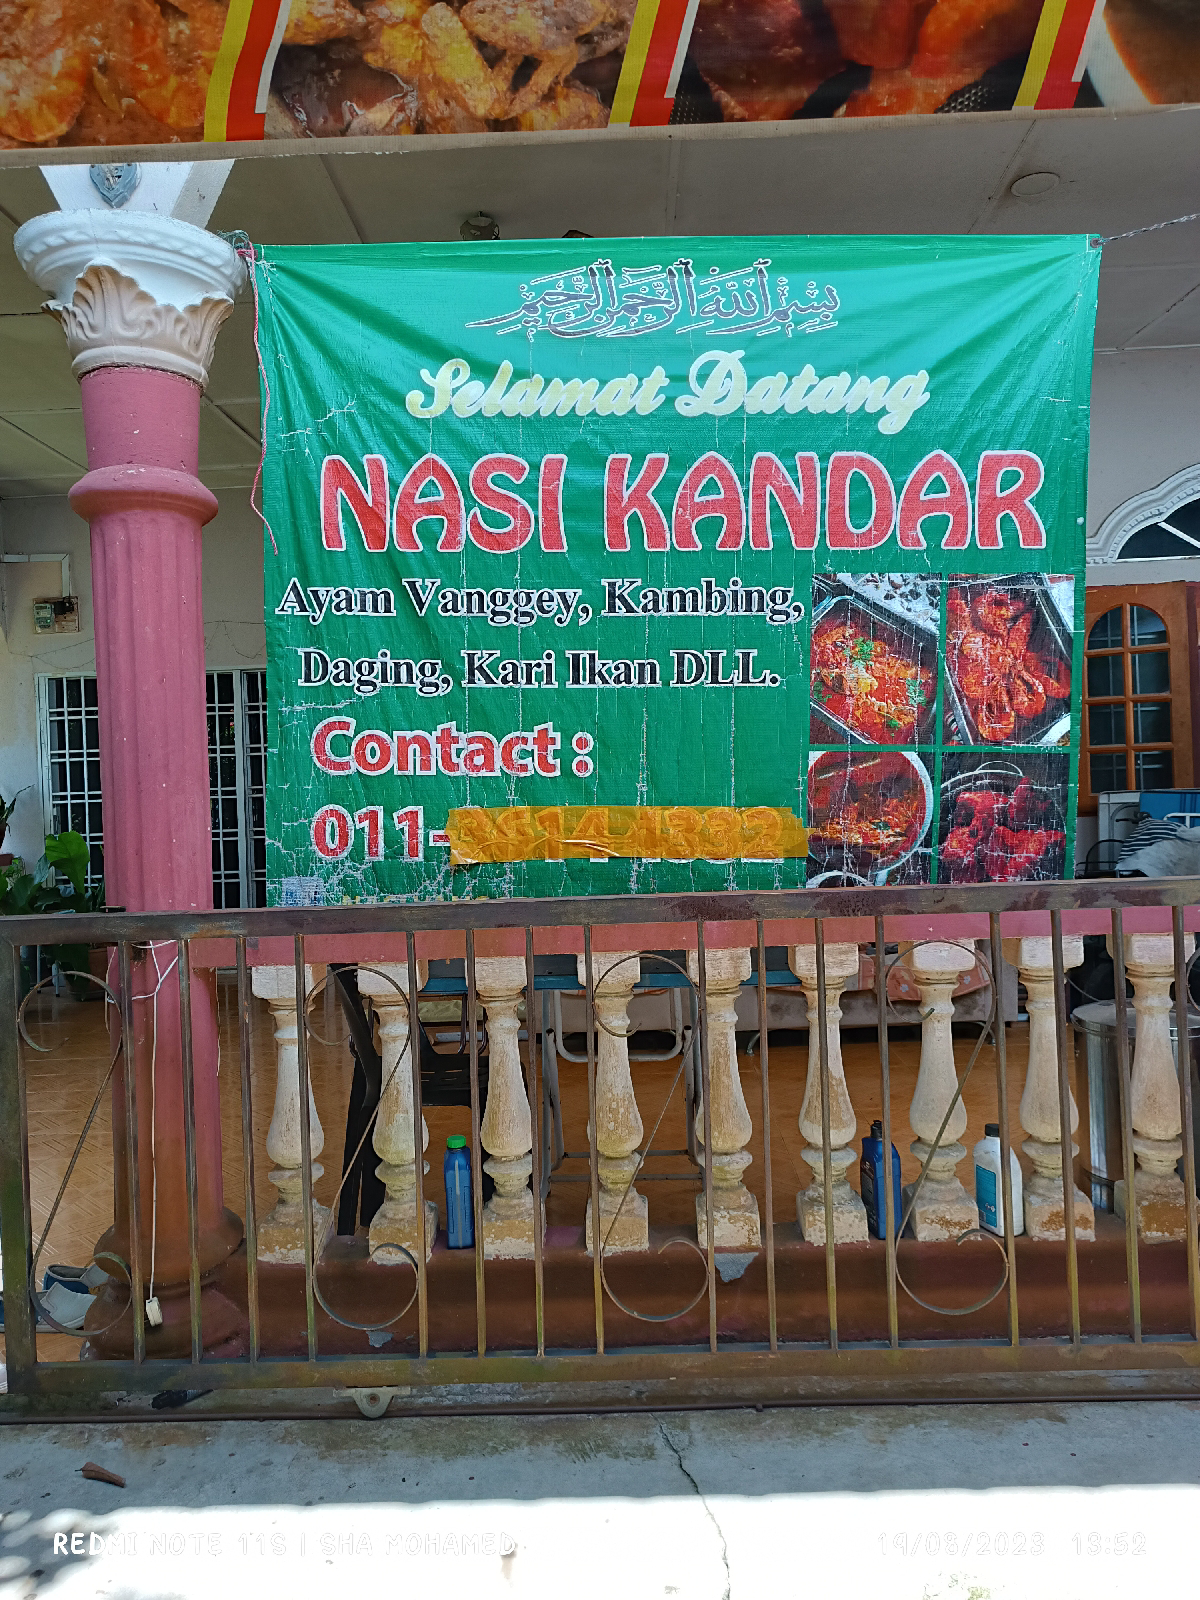 بسم الله الرحمن الرحيم
Selamat Datang
NASI KANDAR
Ayam Vanggey, Kambing,
Daging, Kari Ikan DLL.
Contact :
011-
REDMI NOTE 11S | SHA MOHAMED
19/08/2023 13:52